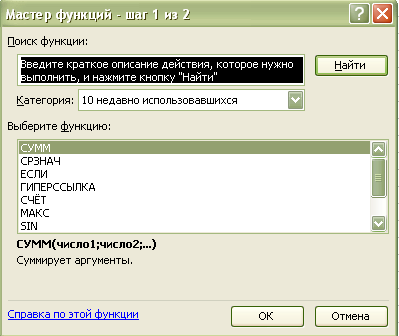 Мастер функций - шаг 1 из 2
Поиск функции:
Введите краткое описание действия, которое нужно
выполнить, и нажмите кнопку "Найти"
Найти
Категория: 10 недавно использовавшихся
Выберите функцию:
СУММ
СРЗНАЧ
ЕСЛИ
ГИПЕРССЫЛКА
СЧЁТ
МАКС
SIN
СУММ(число1;число2;...)
Суммирует аргументы.
Справка по этой функции
ОК
Отмена